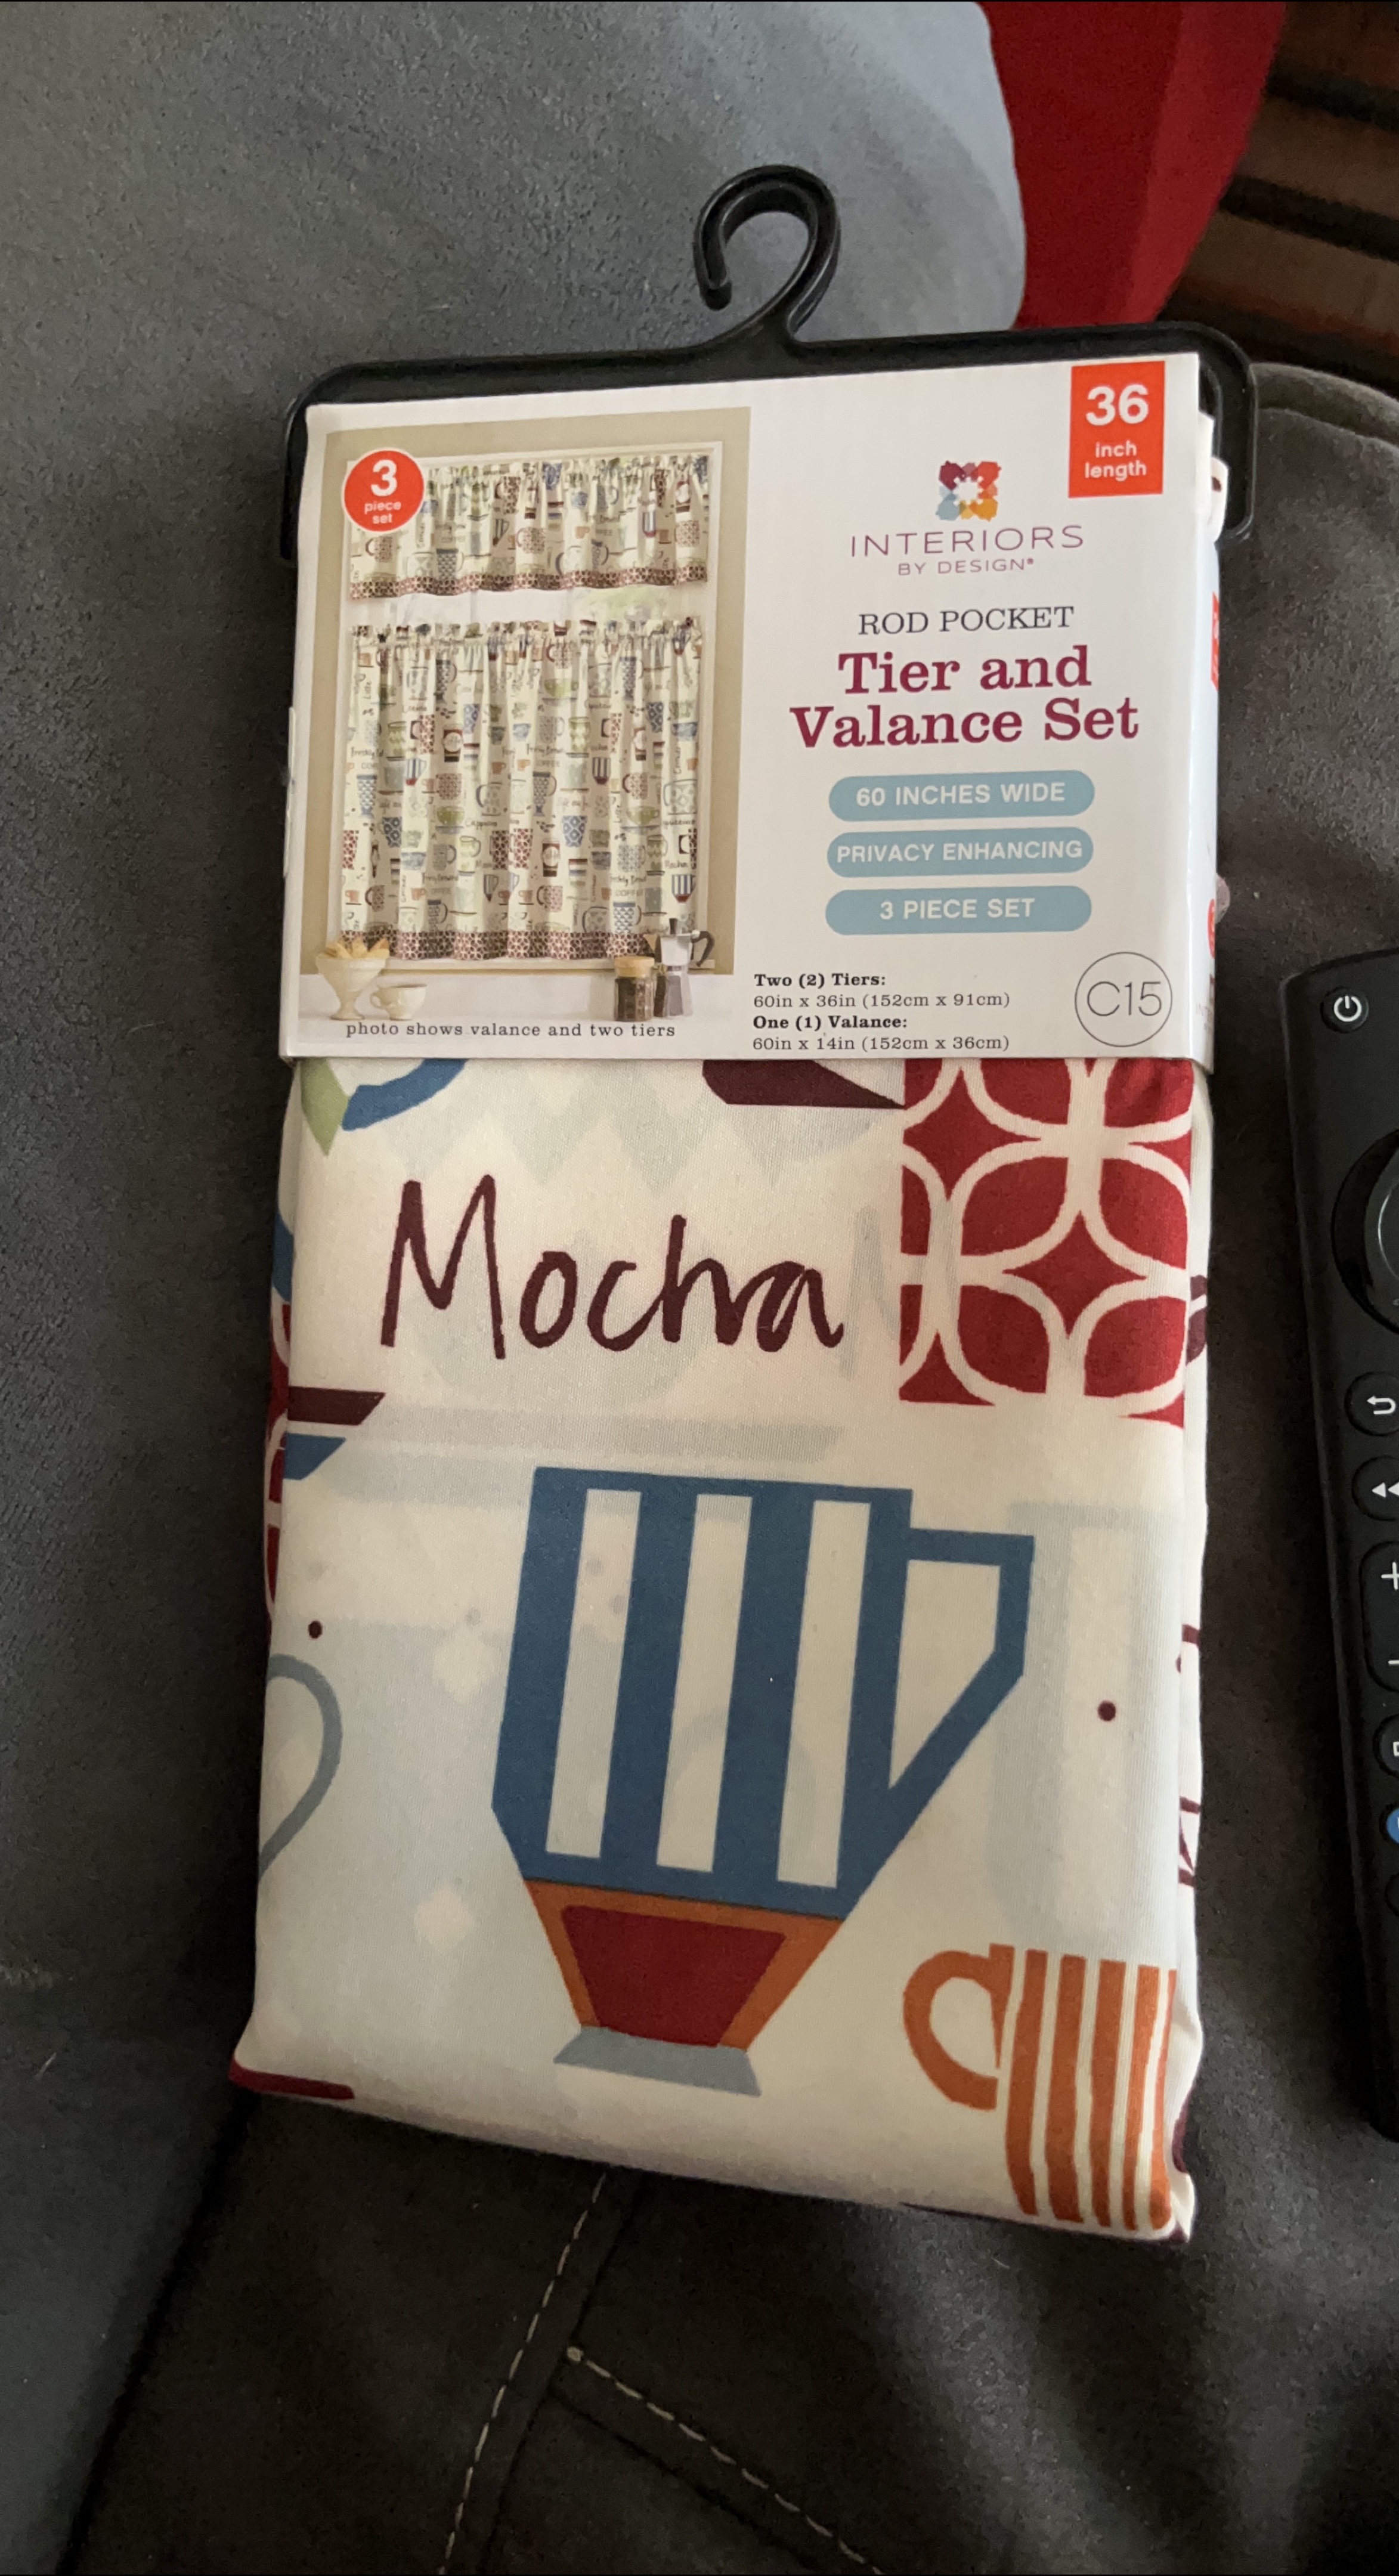 3
piece
set
36
inch
length
INTERIORS
BY DESIGN®
ROD POCKET
Tier and
Valance Set
60 INCHES WIDE
PRIVACY ENHANCING
3 PIECE SET
Two (2) Tiers:
60in x 36in (152cm x 91cm)
One (1) Valance:
60in x 14in (152cm x 36cm)
C15
photo shows valance and two tiers
Mocha